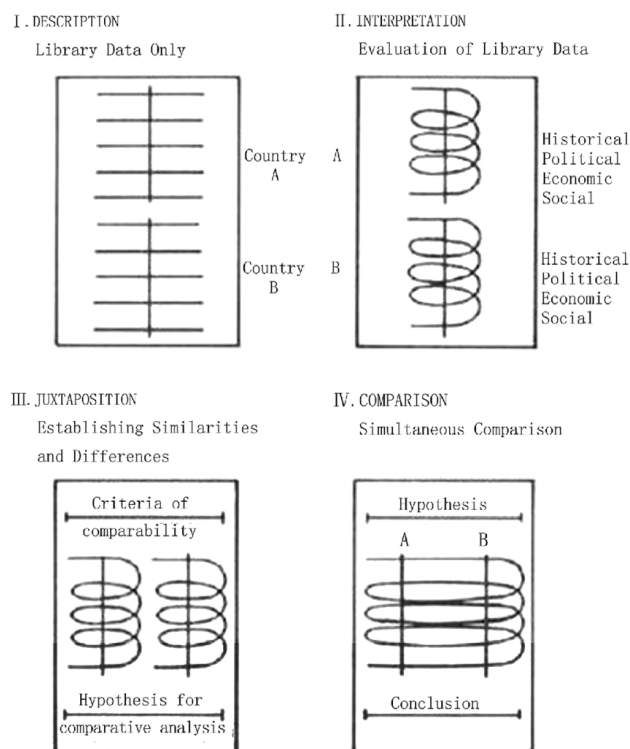 Ⅰ. DESCRIPTION
Library Data Only
Country
A
Country
B
Ⅱ. INTERPRETATION
Evaluation of Library Data
A
Historical
Political
Economic
Social
B
Historical
Political
Economic
Social
Ⅲ. JUXTAPOSITION
Establishing Similarities
and Differences
Criteria of
comparability
Hypothesis for
comparative analysis
Ⅳ. COMPARISON
Simultaneous Comparison
Hypothesis
A B
Conclusion